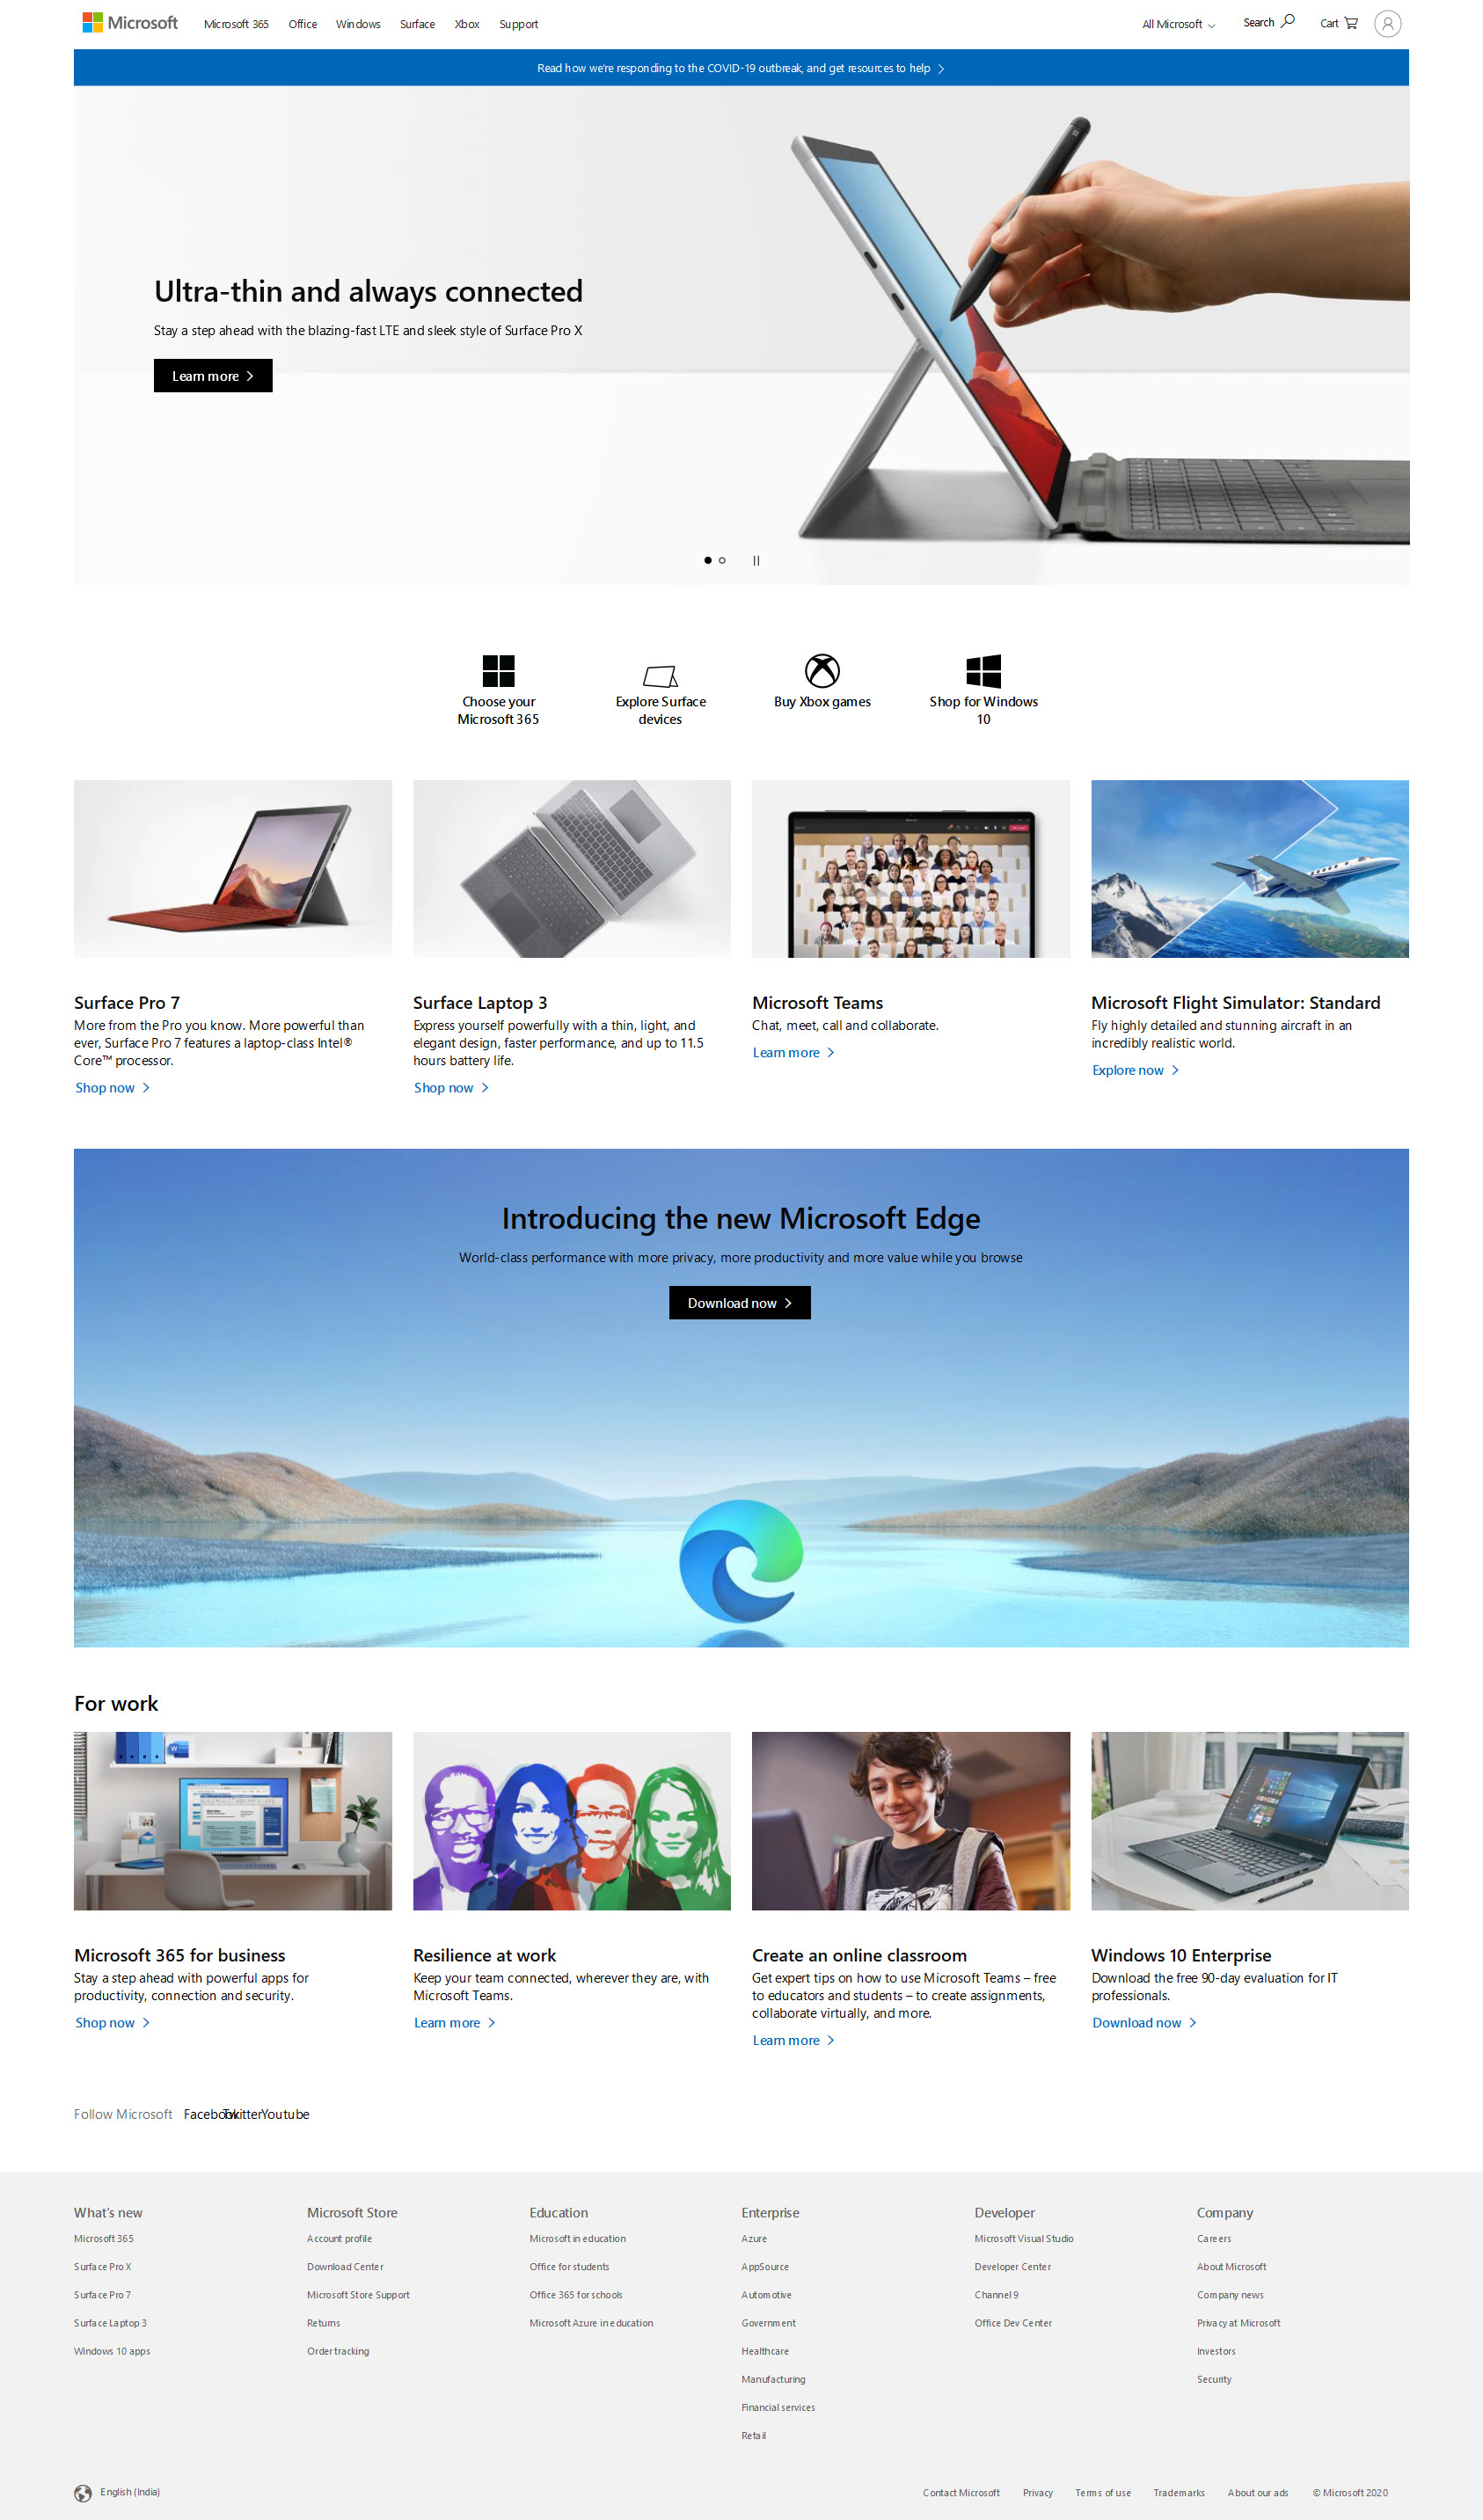 Microsoft
Microsoft 365 Office Windows Surface Xbox Support
All Microsoft Search Cart
Read how we're responding to the COVID-19 outbreak, and get resources to help
Ultra-thin and always connected
Stay a step ahead with the blazing-fast LTE and sleek style of Surface Pro X
Learn more
Choose your
Microsoft 365
Explore Surface
devices
Buy Xbox games
Shop for Windows
10
Surface Pro 7
More from the Pro you know. More powerful than
ever, Surface Pro 7 features a laptop-class Intel®
Core™ processor.
Shop now
Surface Laptop 3
Express yourself powerfully with a thin, light, and
elegant design, faster performance, and up to 11.5
hours battery life.
Shop now
Microsoft Teams
Chat, meet, call and collaborate.
Learn more
Microsoft Flight Simulator: Standard
Fly highly detailed and stunning aircraft in an
incredibly realistic world.
Explore now
Introducing the new Microsoft Edge
World-class performance with more privacy, more productivity and more value while you browse
Download now
For work
Microsoft 365 for business
Stay a step ahead with powerful apps for
productivity, connection and security.
Shop now
Resilience at work
Keep your team connected, wherever they are, with
Microsoft Teams.
Learn more
Create an online classroom
Get expert tips on how to use Microsoft Teams – free
to educators and students – to create assignments,
collaborate virtually, and more.
Learn more
Windows 10 Enterprise
Download the free 90-day evaluation for IT
professionals.
Download now
Follow Microsoft Facebook Twitter Youtube
What's new
Microsoft 365
Surface Pro X
Surface Pro 7
Surface Laptop 3
Windows 10 apps
Microsoft Store
Account profile
Download Center
Microsoft Store Support
Returns
Order tracking
Education
Microsoft in education
Office for students
Office 365 for schools
Microsoft Azure in education
Enterprise
Azure
AppSource
Automotive
Government
Healthcare
Manufacturing
Financial services
Retail
Developer
Microsoft Visual Studio
Developer Center
Channel 9
Office Dev Center
Company
Careers
About Microsoft
Company news
Privacy at Microsoft
Investors
Security
English (India)
Contact Microsoft Privacy Terms of use Trademarks About our ads © Microsoft 2020